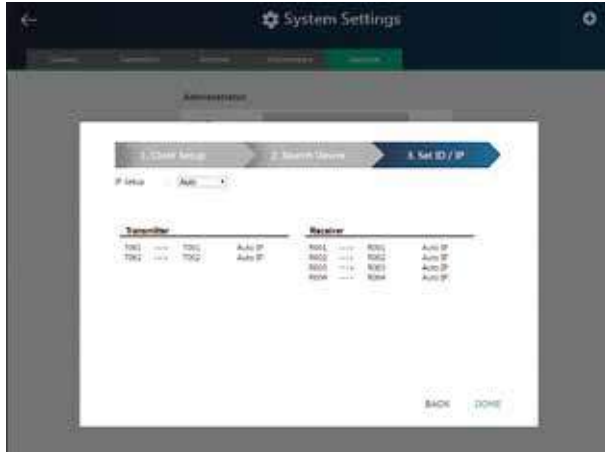 System Settings
Administrator
1. Client Setup
2. Search Device
3. Set ID / IP
IP Setup : Auto
Transmitter
T001 ---> T001 Auto IP
T002 ---> T002 Auto IP
Receiver
R001 ---> R001 Auto IP
R002 ---> R002 Auto IP
R003 ---> R003 Auto IP
R004 ---> R004 Auto IP
BACK DONE